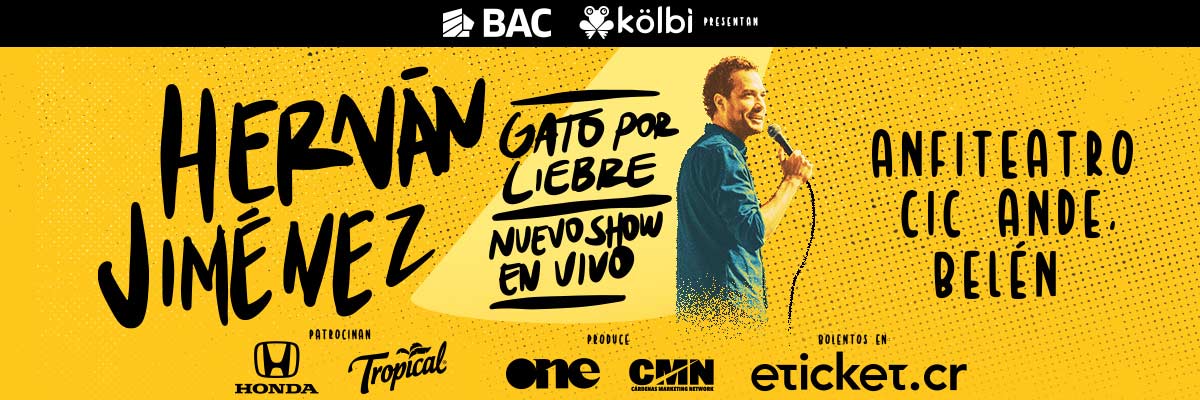 BAC kölbi PRESENTAN
HERNÁN
JIMÉNEZ
GATO POR
LIEBRE
NUEVO SHOW
EN VIVO
ANFITEATRO
CIC ANDE,
BELÉN
PATROCINAN
HONDA
Tropical
PRODUCE
one
CMN
CÁRDENAS MARKETING NETWORK
BOLENTOS EN
eticket.cr